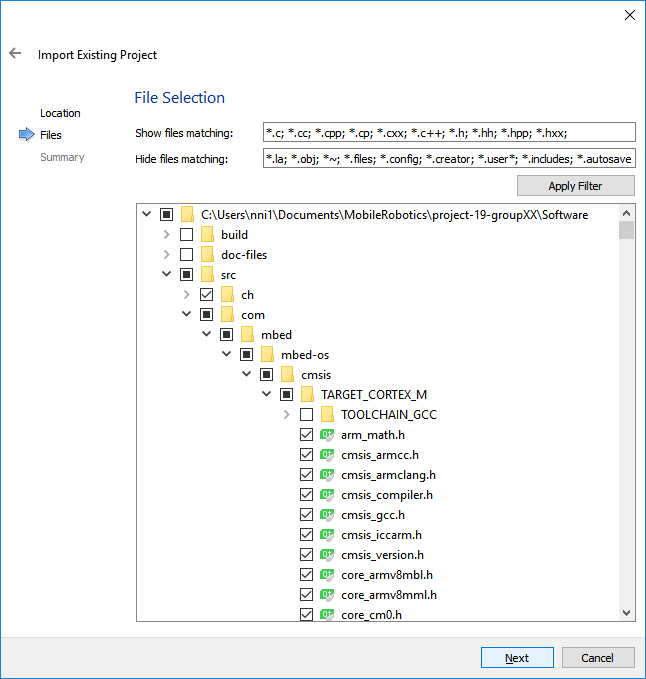 Import Existing Project
Location
Files
Summary
File Selection
Show files matching: *.c; *.cc; *.cpp; *.cp; *.cxx; *.c++; *.h; *.hh; *.hpp; *.hxx;
Hide files matching: *.la; *.obj; *~; *.files; *.config; *.creator; *.user*; *.includes; *.autosave
Apply Filter
C:\Users\nni1\Documents\MobileRobotics\project-19-groupXX\Software
build
doc-files
src
ch
com
mbed
mbed-os
cmsis
TARGET_CORTEX_M
TOOLCHAIN_GCC
arm_math.h
cmsis_armcc.h
cmsis_armclang.h
cmsis_compiler.h
cmsis_gcc.h
cmsis_iccarm.h
cmsis_version.h
core_armv8mbl.h
core_armv8mml.h
core_cm0.h
Next Cancel